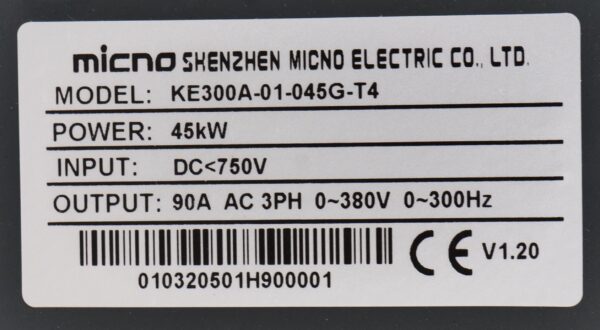 micno SHENZHEN MICNO ELECTRIC CO., LTD.
MODEL: KE300A-01-045G-T4
POWER: 45kW
INPUT: DC<750V
OUTPUT: 90A AC 3PH 0~380V 0~300Hz
CE V1.20
010320501H900001